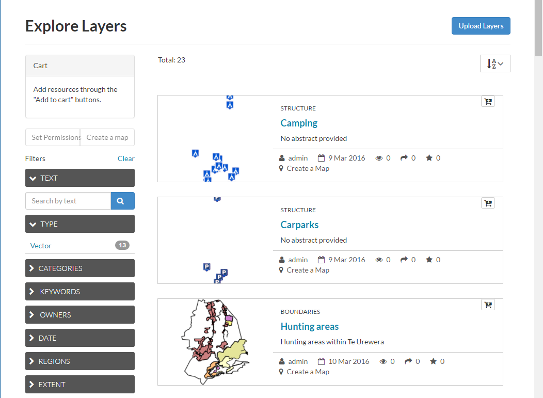 Explore Layers
Upload Layers
Cart
Add resources through the
"Add to cart" buttons.
Set Permissions
Create a map
Filters
Clear
TEXT
Search by text
TYPE
Vector
13
CATEGORIES
KEYWORDS
OWNERS
DATE
REGIONS
EXTENT
Total: 23
STRUCTURE
Camping
No abstract provided
admin 9 Mar 2016 0 0 0
Create a Map
STRUCTURE
Carparks
No abstract provided
admin 9 Mar 2016 0 0 0
Create a Map
BOUNDARIES
Hunting areas
Hunting areas within Te Urewera
admin 10 Mar 2016 0 0 0
Create a Map